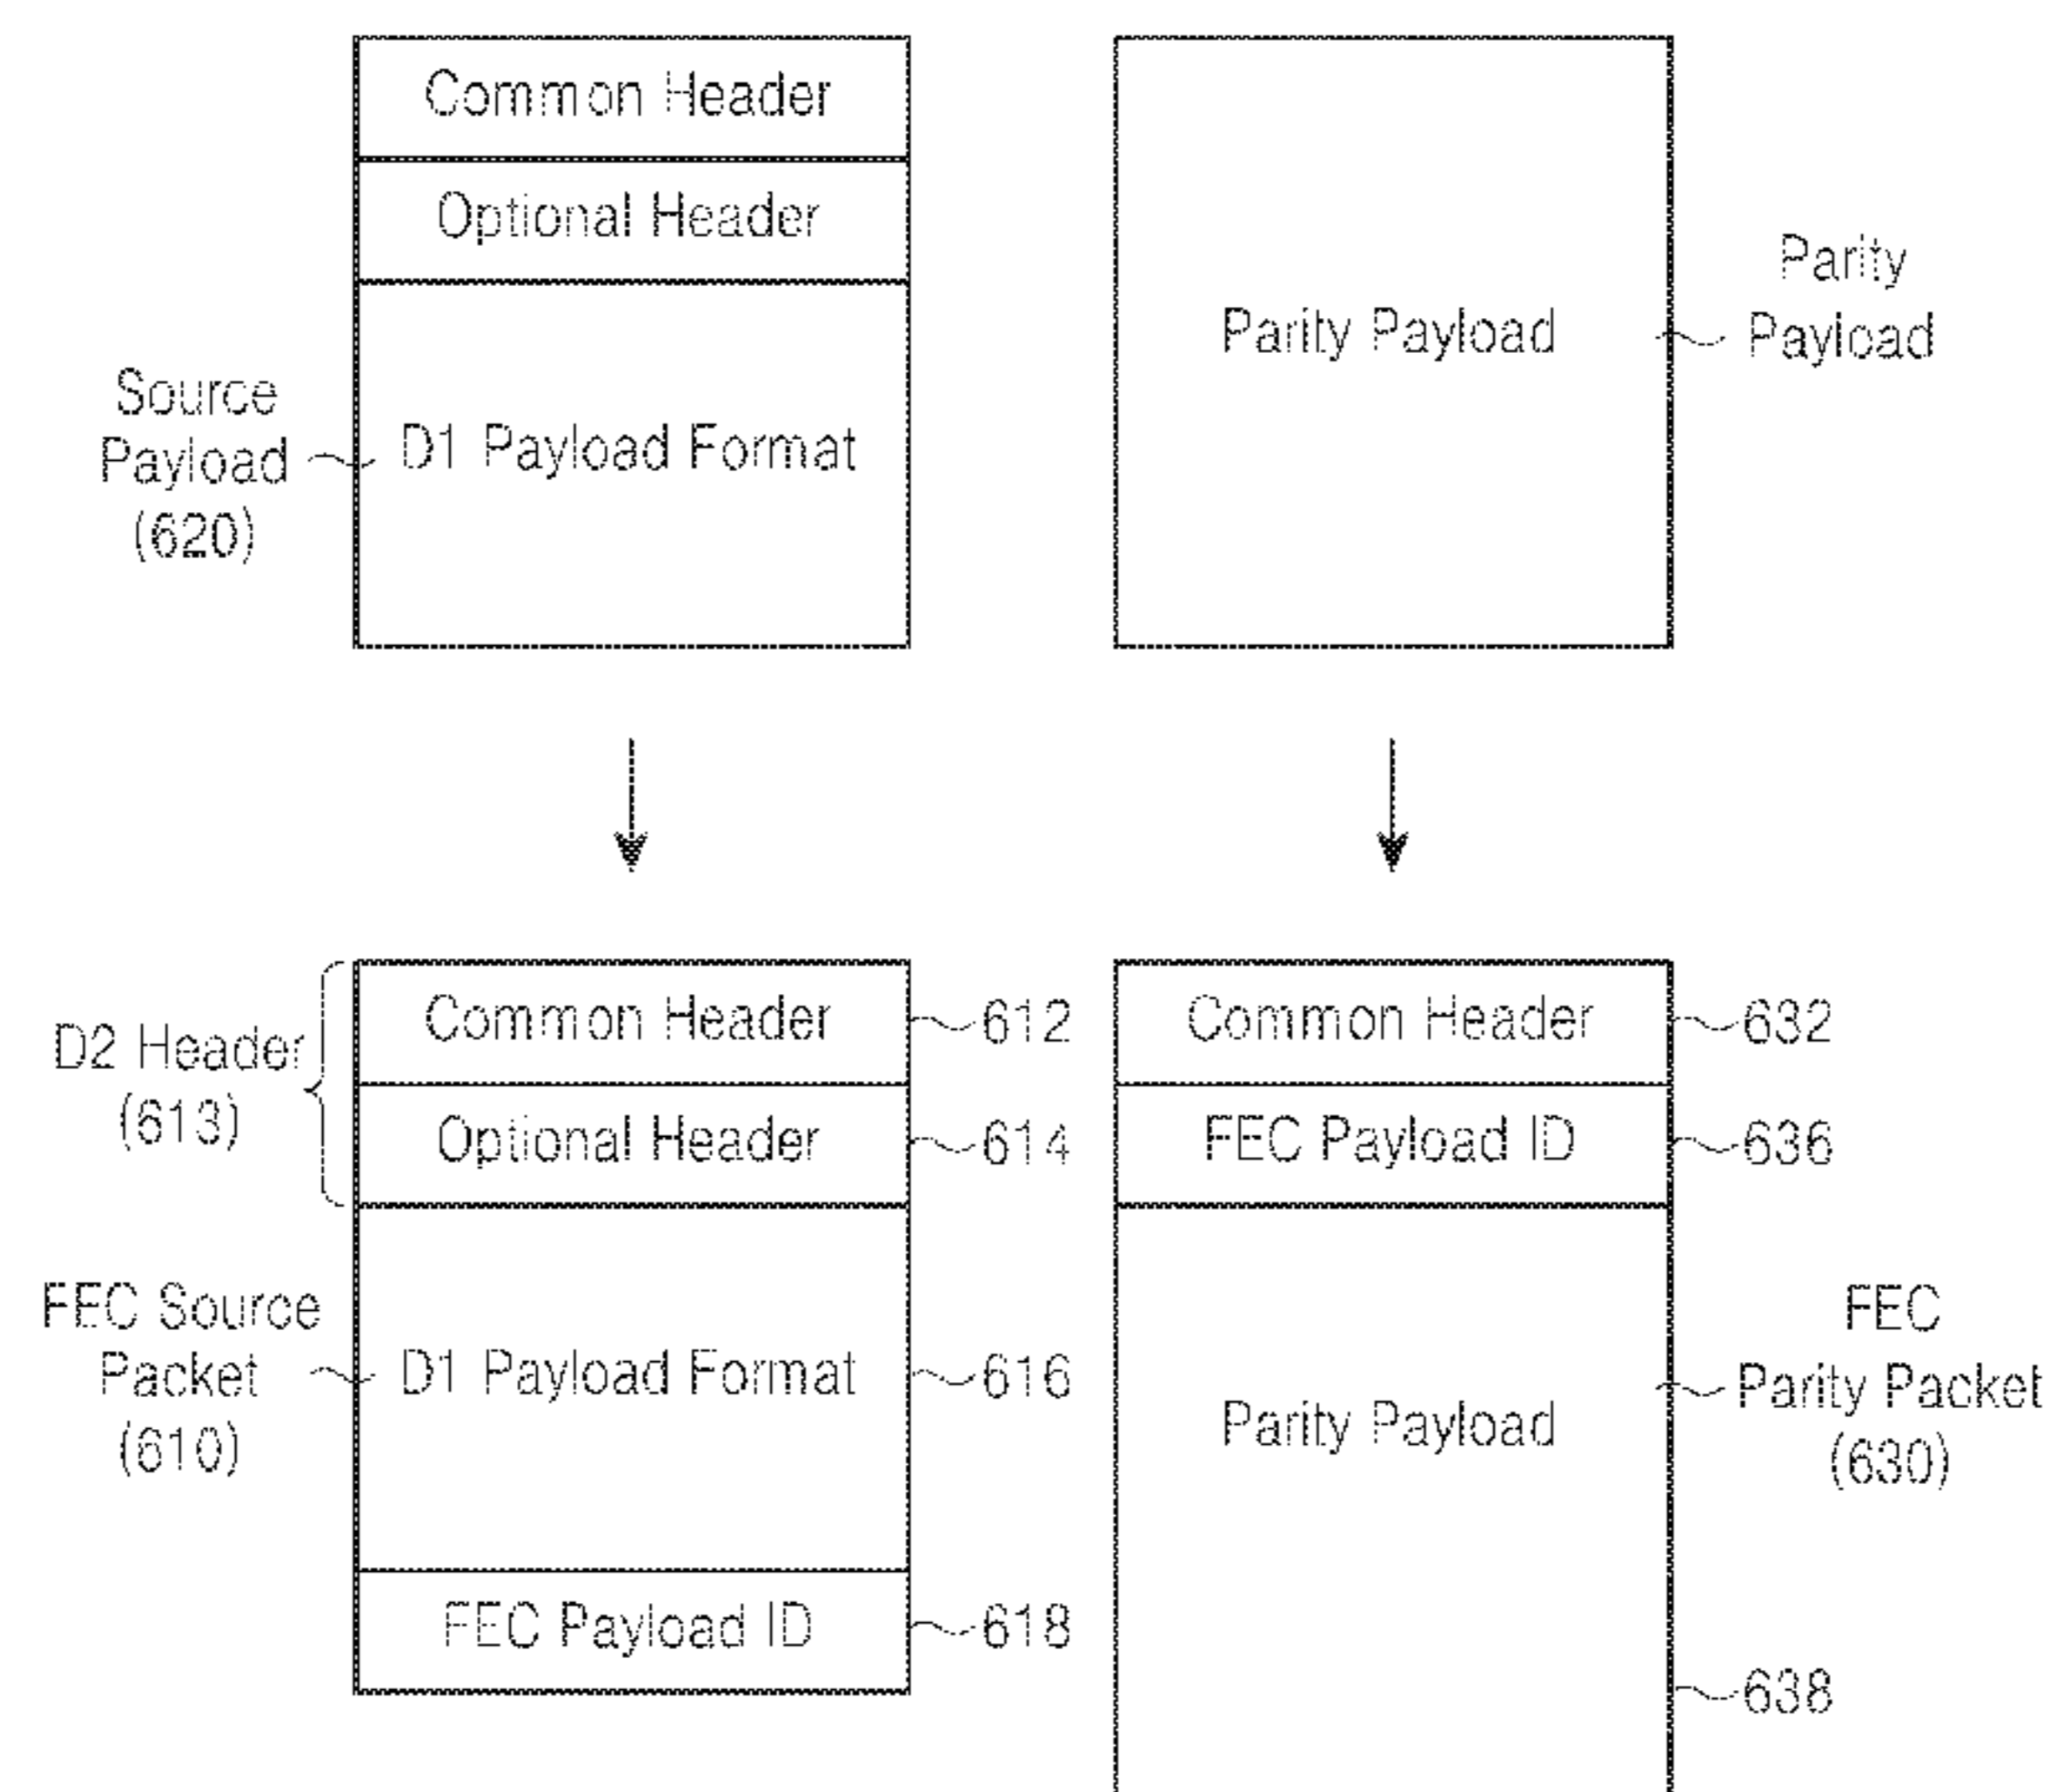 Common Header
Optional Header
Source
Payload
(620)
D1 Payload Format
Parity Payload
Parity
Payload
D2 Header
(613)
Common Header
612
Optional Header
614
FEC Source
Packet
(610)
D1 Payload Format
616
FEC Payload ID
618
Common Header
632
FEC Payload ID
636
Parity Payload
FEC
Parity Packet
(630)
638